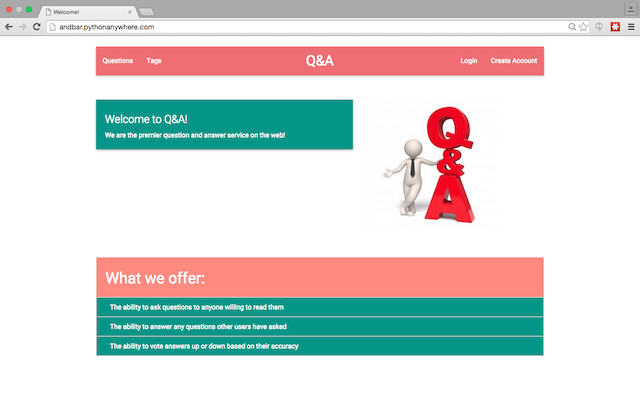 Welcome!
andbar.pythonanywhere.com
Questions Tags Q&A Login Create Account
Welcome to Q&A!
We are the premier question and answer service on the web!
Q
&
A
What we offer:
The ability to ask questions to anyone willing to read them
The ability to answer any questions other users have asked
The ability to vote answers up or down based on their accuracy